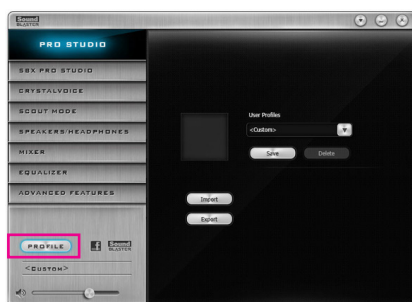 Sound
BLASTER
PRO STUDIO
SBX PRO STUDIO
CRYSTALVOICE
SCOUT MODE
SPEAKERS/HEADPHONES
MIXER
EQUALIZER
ADVANCED FEATURES
PROFILE
f
Sound
BLASTER
<CUSTOM>
User Profiles
<Custom>
Save
Delete
Import
Export